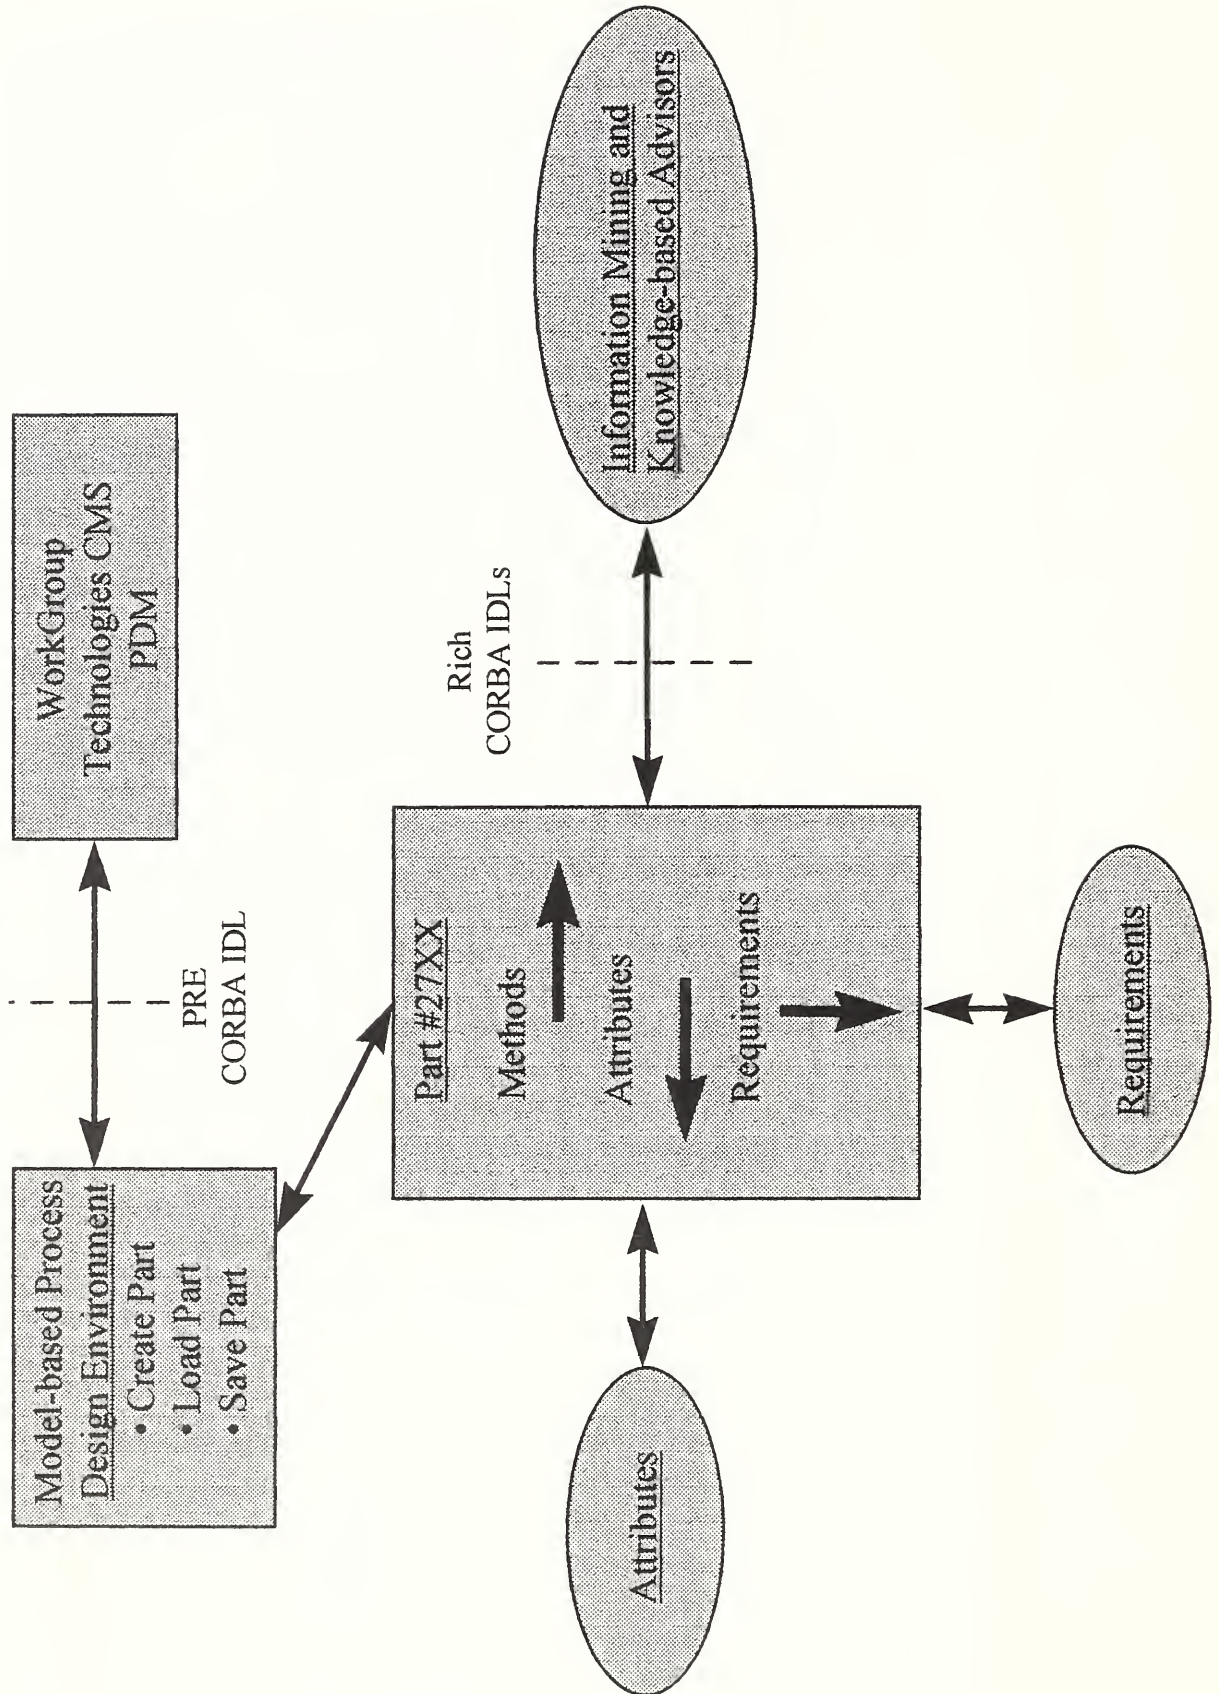 Model-based Process
Design Environment
• Create Part
• Load Part
• Save Part
PRE
CORBA IDL
WorkGroup
Technologies CMS
PDM
Part #27XX
Methods
Attributes
Requirements
Rich
CORBA IDLs
Information Mining and
Knowledge-based Advisors
Attributes
Requirements